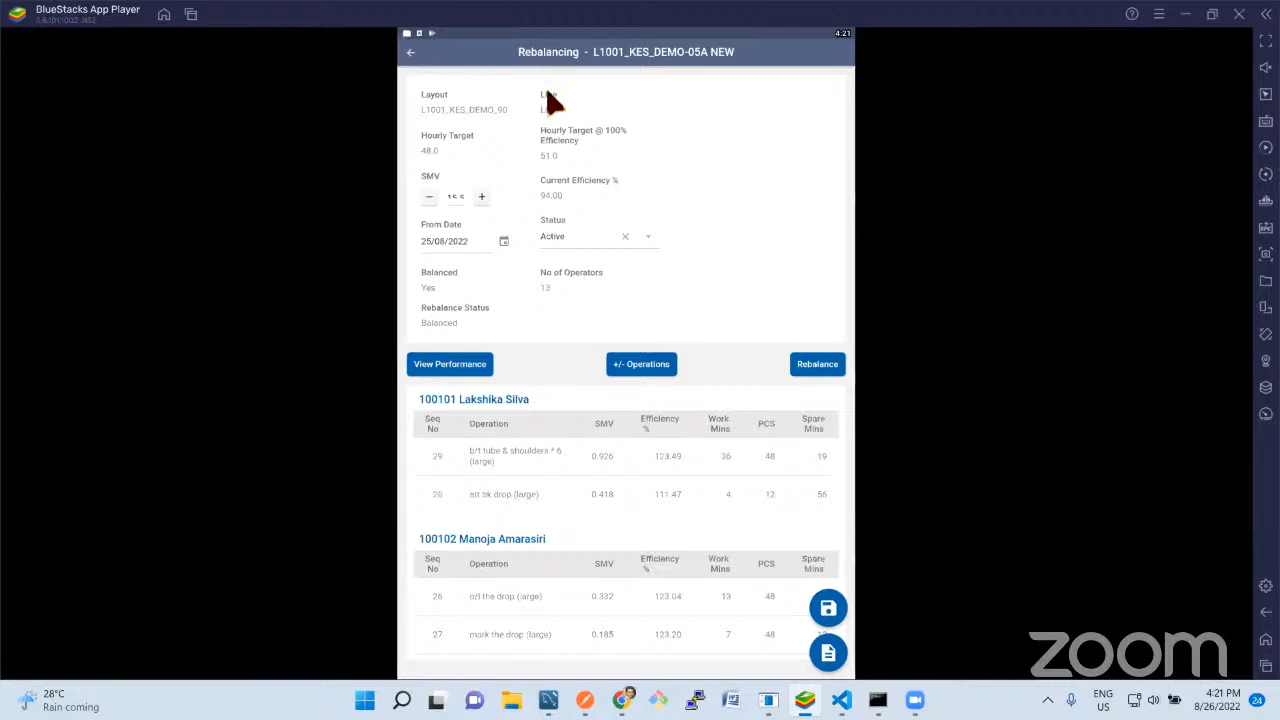 BlueStacks App Player
4:21
Rebalancing - L1001_KES_DEMO-05A NEW
Layout
L1001_KES_DEMO_90
Hourly Target
48.0
Hourly Target @ 100%
Efficiency
51.0
SMV
15.5
Current Efficiency %
94.00
From Date
25/08/2022
Status
Active
Balanced
Yes
No of Operators
13
Rebalance Status
Balanced
View Performance
+/- Operations
Rebalance
100101 Lakshika Silva
Seq No Operation SMV Efficiency % Work Mins PCS Spare Mins
29 b/t tube & shoulders * 6 (large) 0.926 123.49 36 48 19
28 att bk drop (large) 0.418 111.47 4 12 56
100102 Manoja Amarasiri
Seq No Operation SMV Efficiency % Work Mins PCS Spare Mins
26 o/l the drop (large) 0.332 123.04 13 48
27 mark the drop (large) 0.185 123.20 7 48
zoom
28°C
Rain coming
ENG
US
4:21 PM
8/26/2022
24